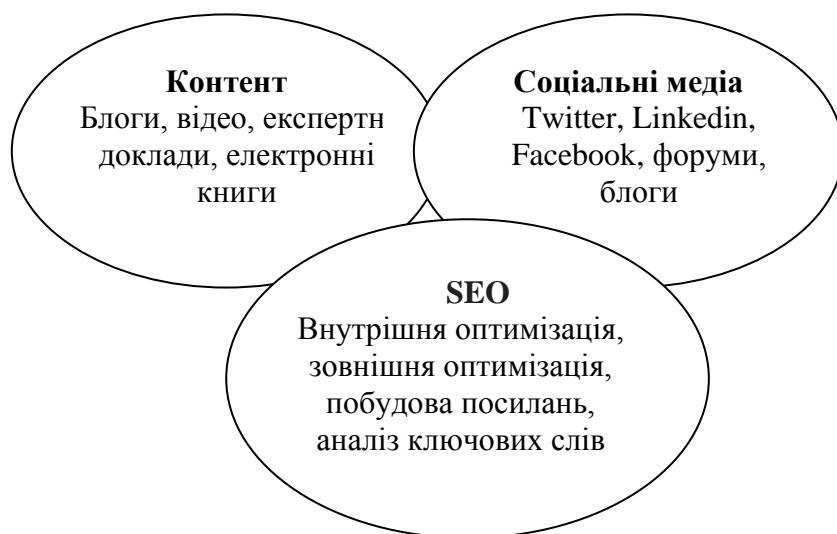 Контент
Блоги, відео, експертн
доклади, електронні
книги
Соціальні медіа
Twitter, Linkedin,
Facebook, форуми,
блоги
SEO
Внутрішня оптимізація,
зовнішня оптимізація,
побудова посилань,
аналіз ключових слів